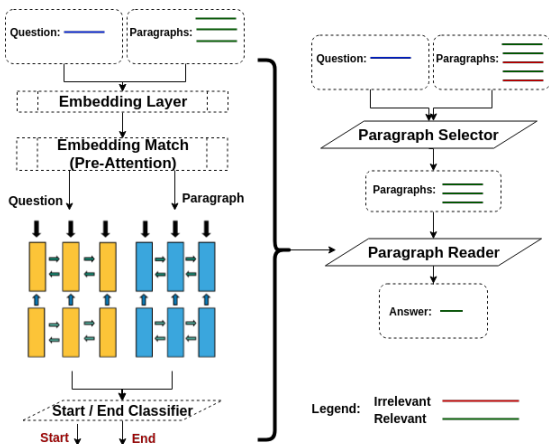 Question:
Paragraphs:
Embedding Layer
Embedding Match
(Pre-Attention)
Question
Paragraph
Start / End Classifier
Start
End
Question:
Paragraphs:
Paragraph Selector
Paragraphs:
Paragraph Reader
Answer:
Legend:
Irrelevant
Relevant